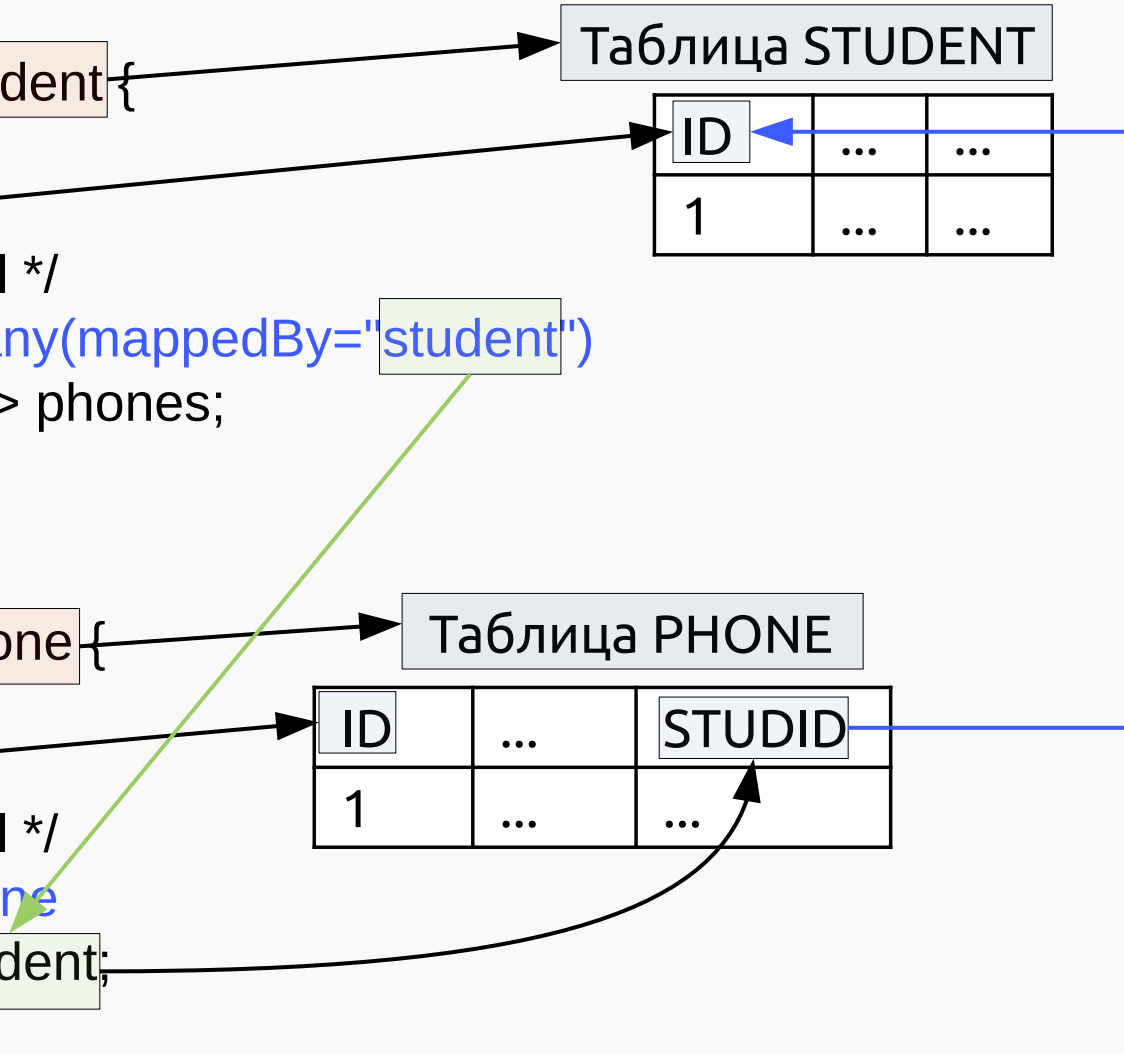 dent {
Таблица STUDENT
ID ... ...
1 ... ...
*/
ny(mappedBy="student")
> phones;
one {
Таблица PHONE
ID ... STUDID
1 ... ...
*/
ne
dent;